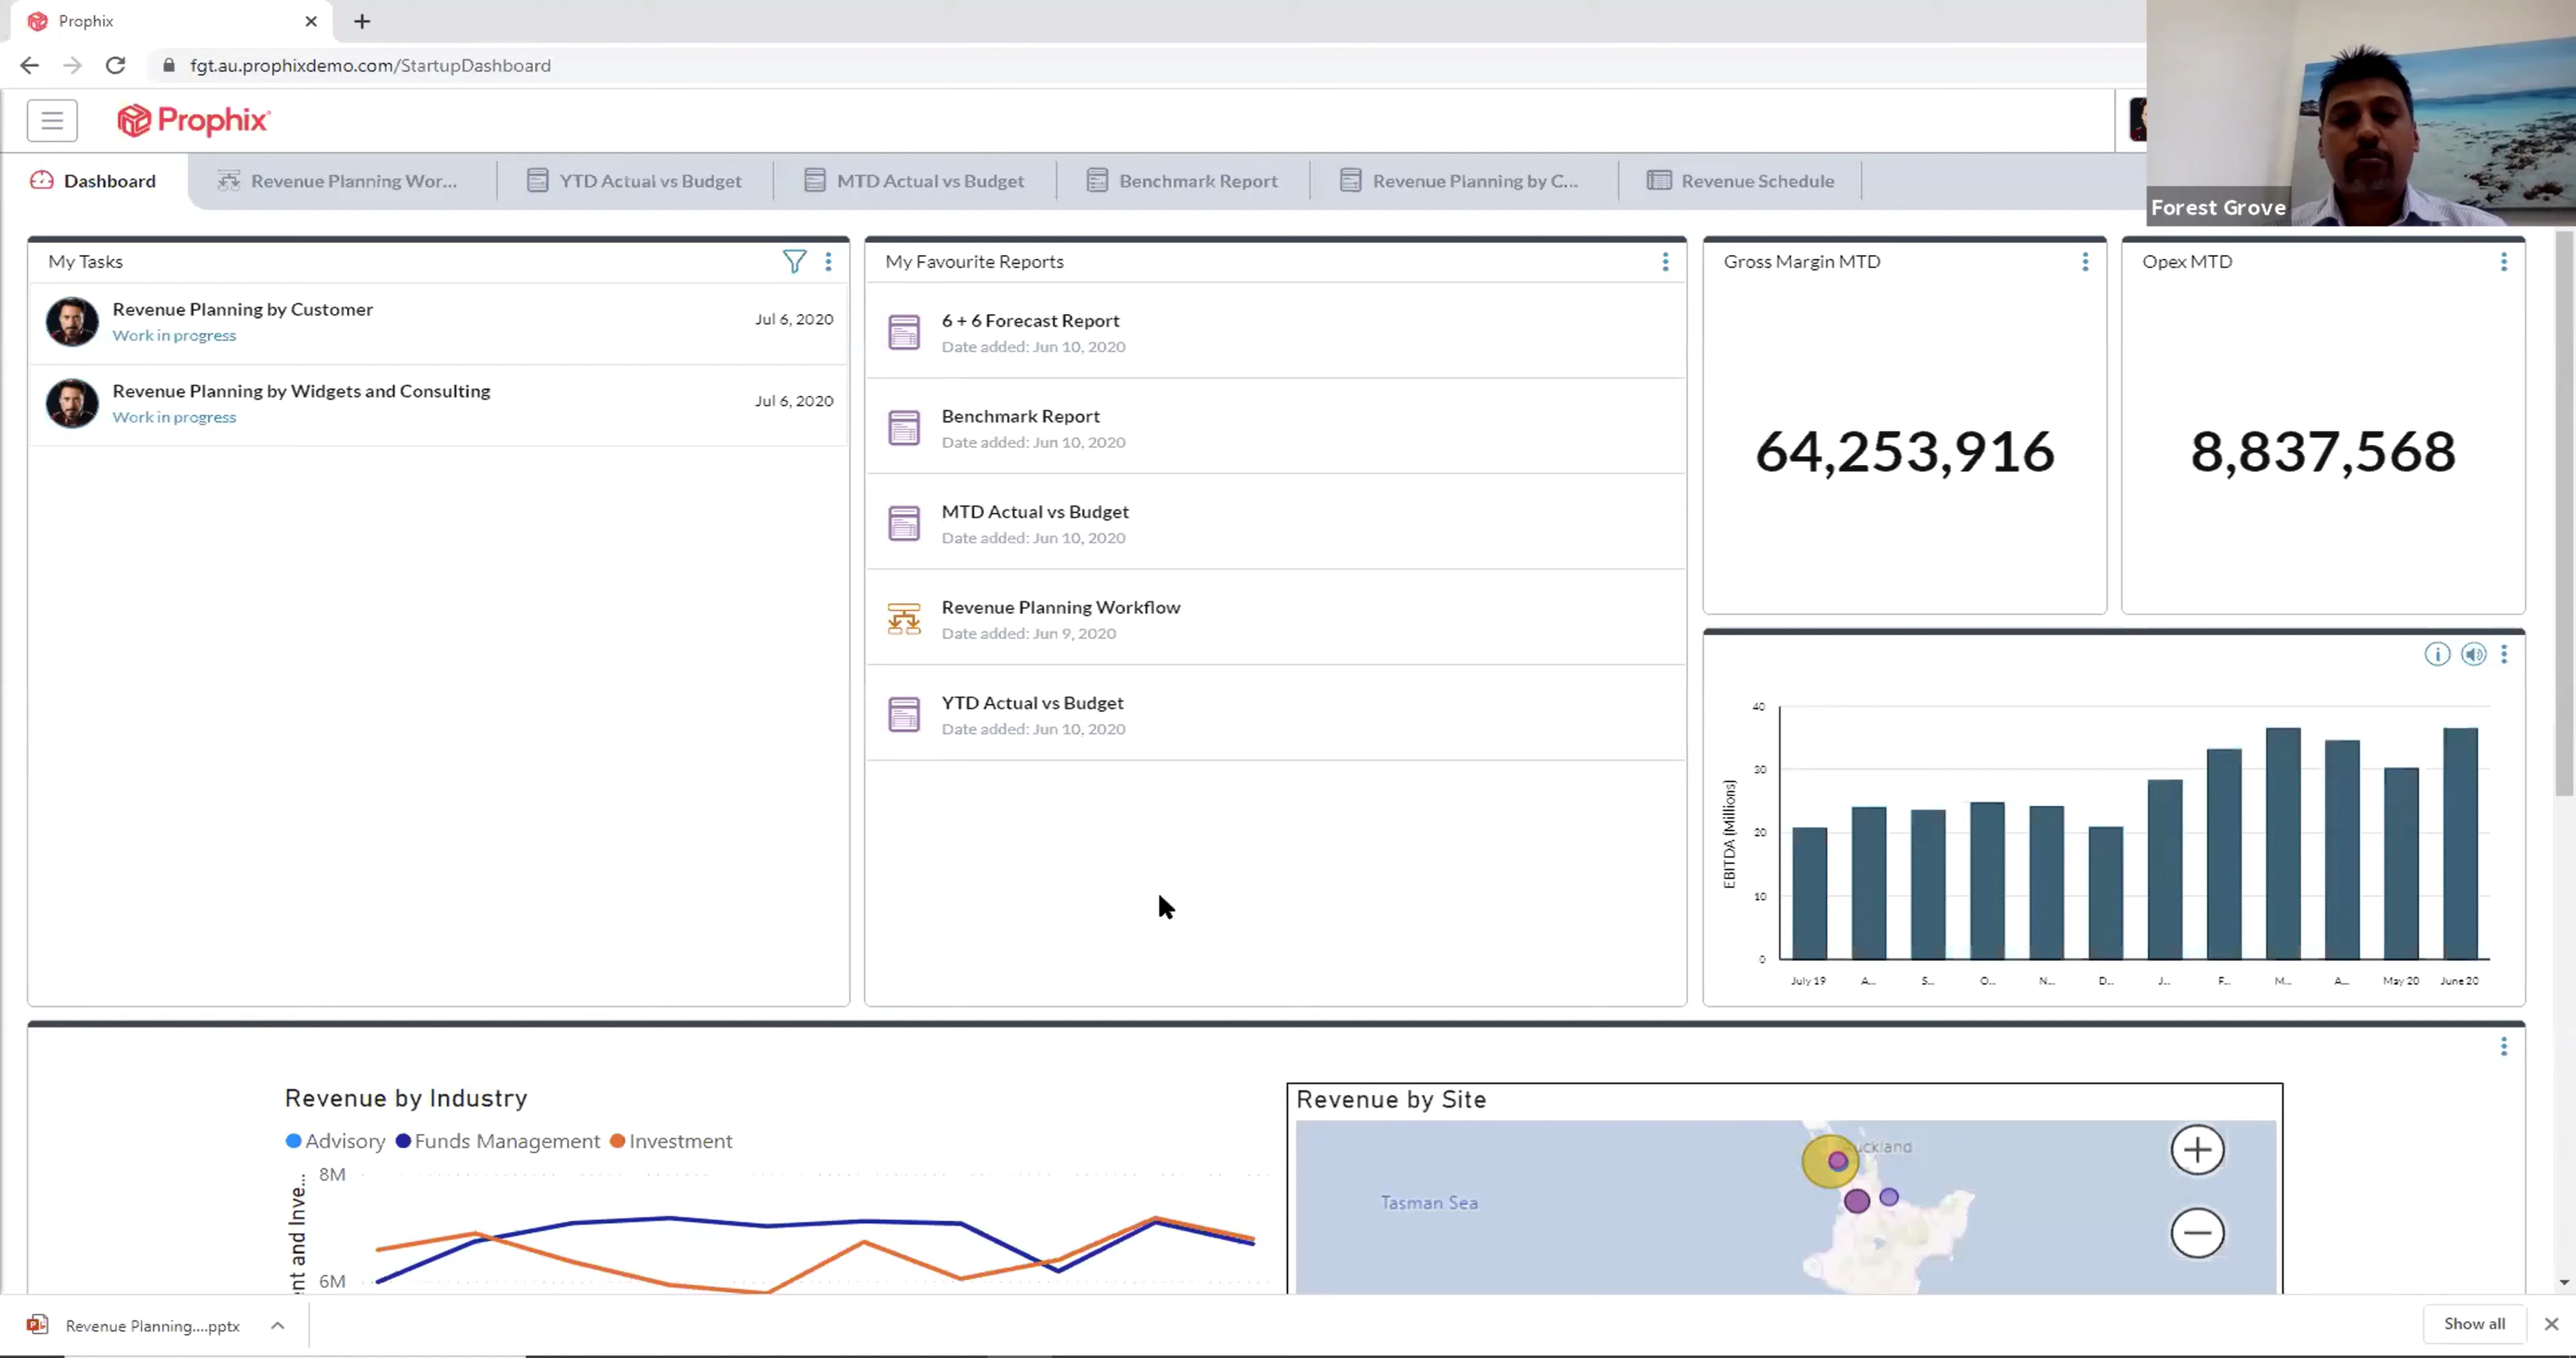 Prophix
fgt.au.prophixdemo.com/StartupDashboard
Prophix
Forest Grove
Dashboard
Revenue Planning Wor...
YTD Actual vs Budget
MTD Actual vs Budget
Benchmark Report
Revenue Planning by C...
Revenue Schedule
My Tasks
Revenue Planning by Customer
Work in progress
Jul 6, 2020
Revenue Planning by Widgets and Consulting
Work in progress
Jul 6, 2020
My Favourite Reports
6 + 6 Forecast Report
Date added: Jun 10, 2020
Benchmark Report
Date added: Jun 10, 2020
MTD Actual vs Budget
Date added: Jun 10, 2020
Revenue Planning Workflow
Date added: Jun 9, 2020
YTD Actual vs Budget
Date added: Jun 10, 2020
Gross Margin MTD
64,253,916
Opex MTD
8,837,568
EBITDA (Millions)
40
30
20
10
0
July 19 A... S... O... N... D... J... F... M... A... May 20 June 20
Revenue by Industry
Advisory Funds Management Investment
nt and Inve...
8M
6M
Revenue by Site
uckland
Tasman Sea
Revenue Planning....pptx
Show all